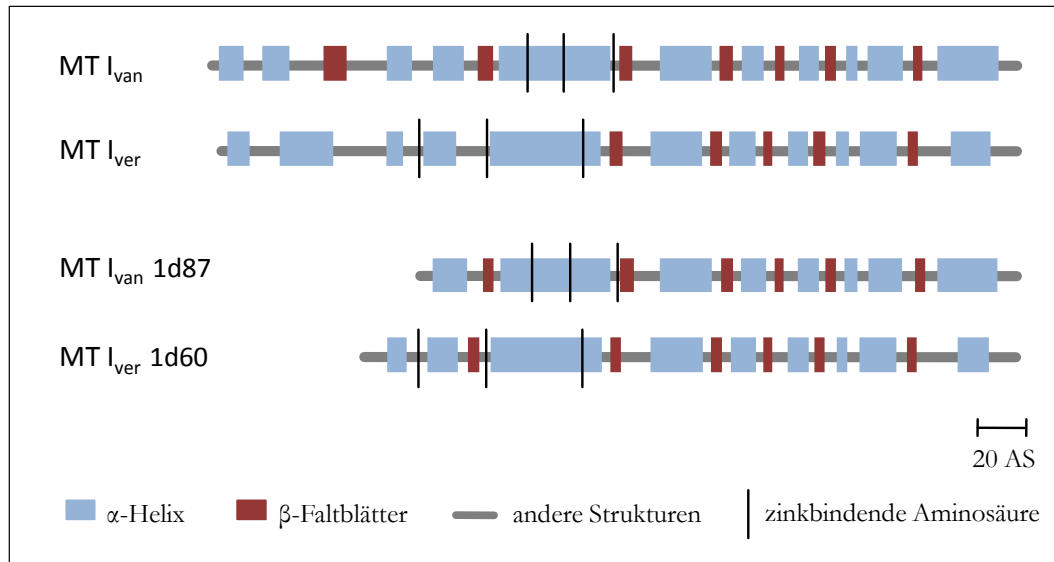 MT Ivan
MT Iver
MT Ivan 1d87
MT Iver 1d60
20 AS
α-Helix β-Faltblätter andere Strukturen zinkbindende Aminosäure